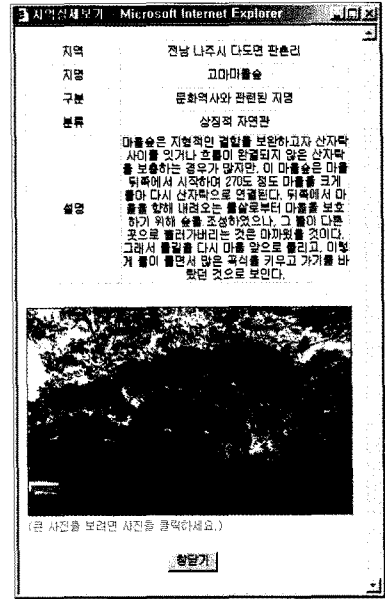 지역상세보기 - Microsoft Internet Explorer
지역 전남 나주시 다도면 판촌리
지명 고마마을숲
구분 문화역사와 관련된 지명
분류 상징적 자연관
설명
마을숲은 지형적인 결함을 보완하고자 산자락
사이를 잇거나 흐름이 완결되지 않은 산자락
을 보충하는 경우가 많지만, 이 마을숲은 마을
뒤쪽에서 시작하며 270도 정도 마을을 크게
돌아 다시 산자락으로 연결된다. 뒤쪽에서 마
을을 향해 내려오는 물살로부터 마을을 보호
하기 위해 숲을 조성하였으나, 그 물이 다른
곳으로 흘러가버리는 것은 아까웠을 것이다.
그래서 물길을 다시 마을 앞으로 돌리고, 이렇
게 물이 돌면서 많은 곡식을 키우고 가기를 바
랐던 것으로 보인다.
(큰 사진을 보려면 사진을 클릭하세요.)
창닫기